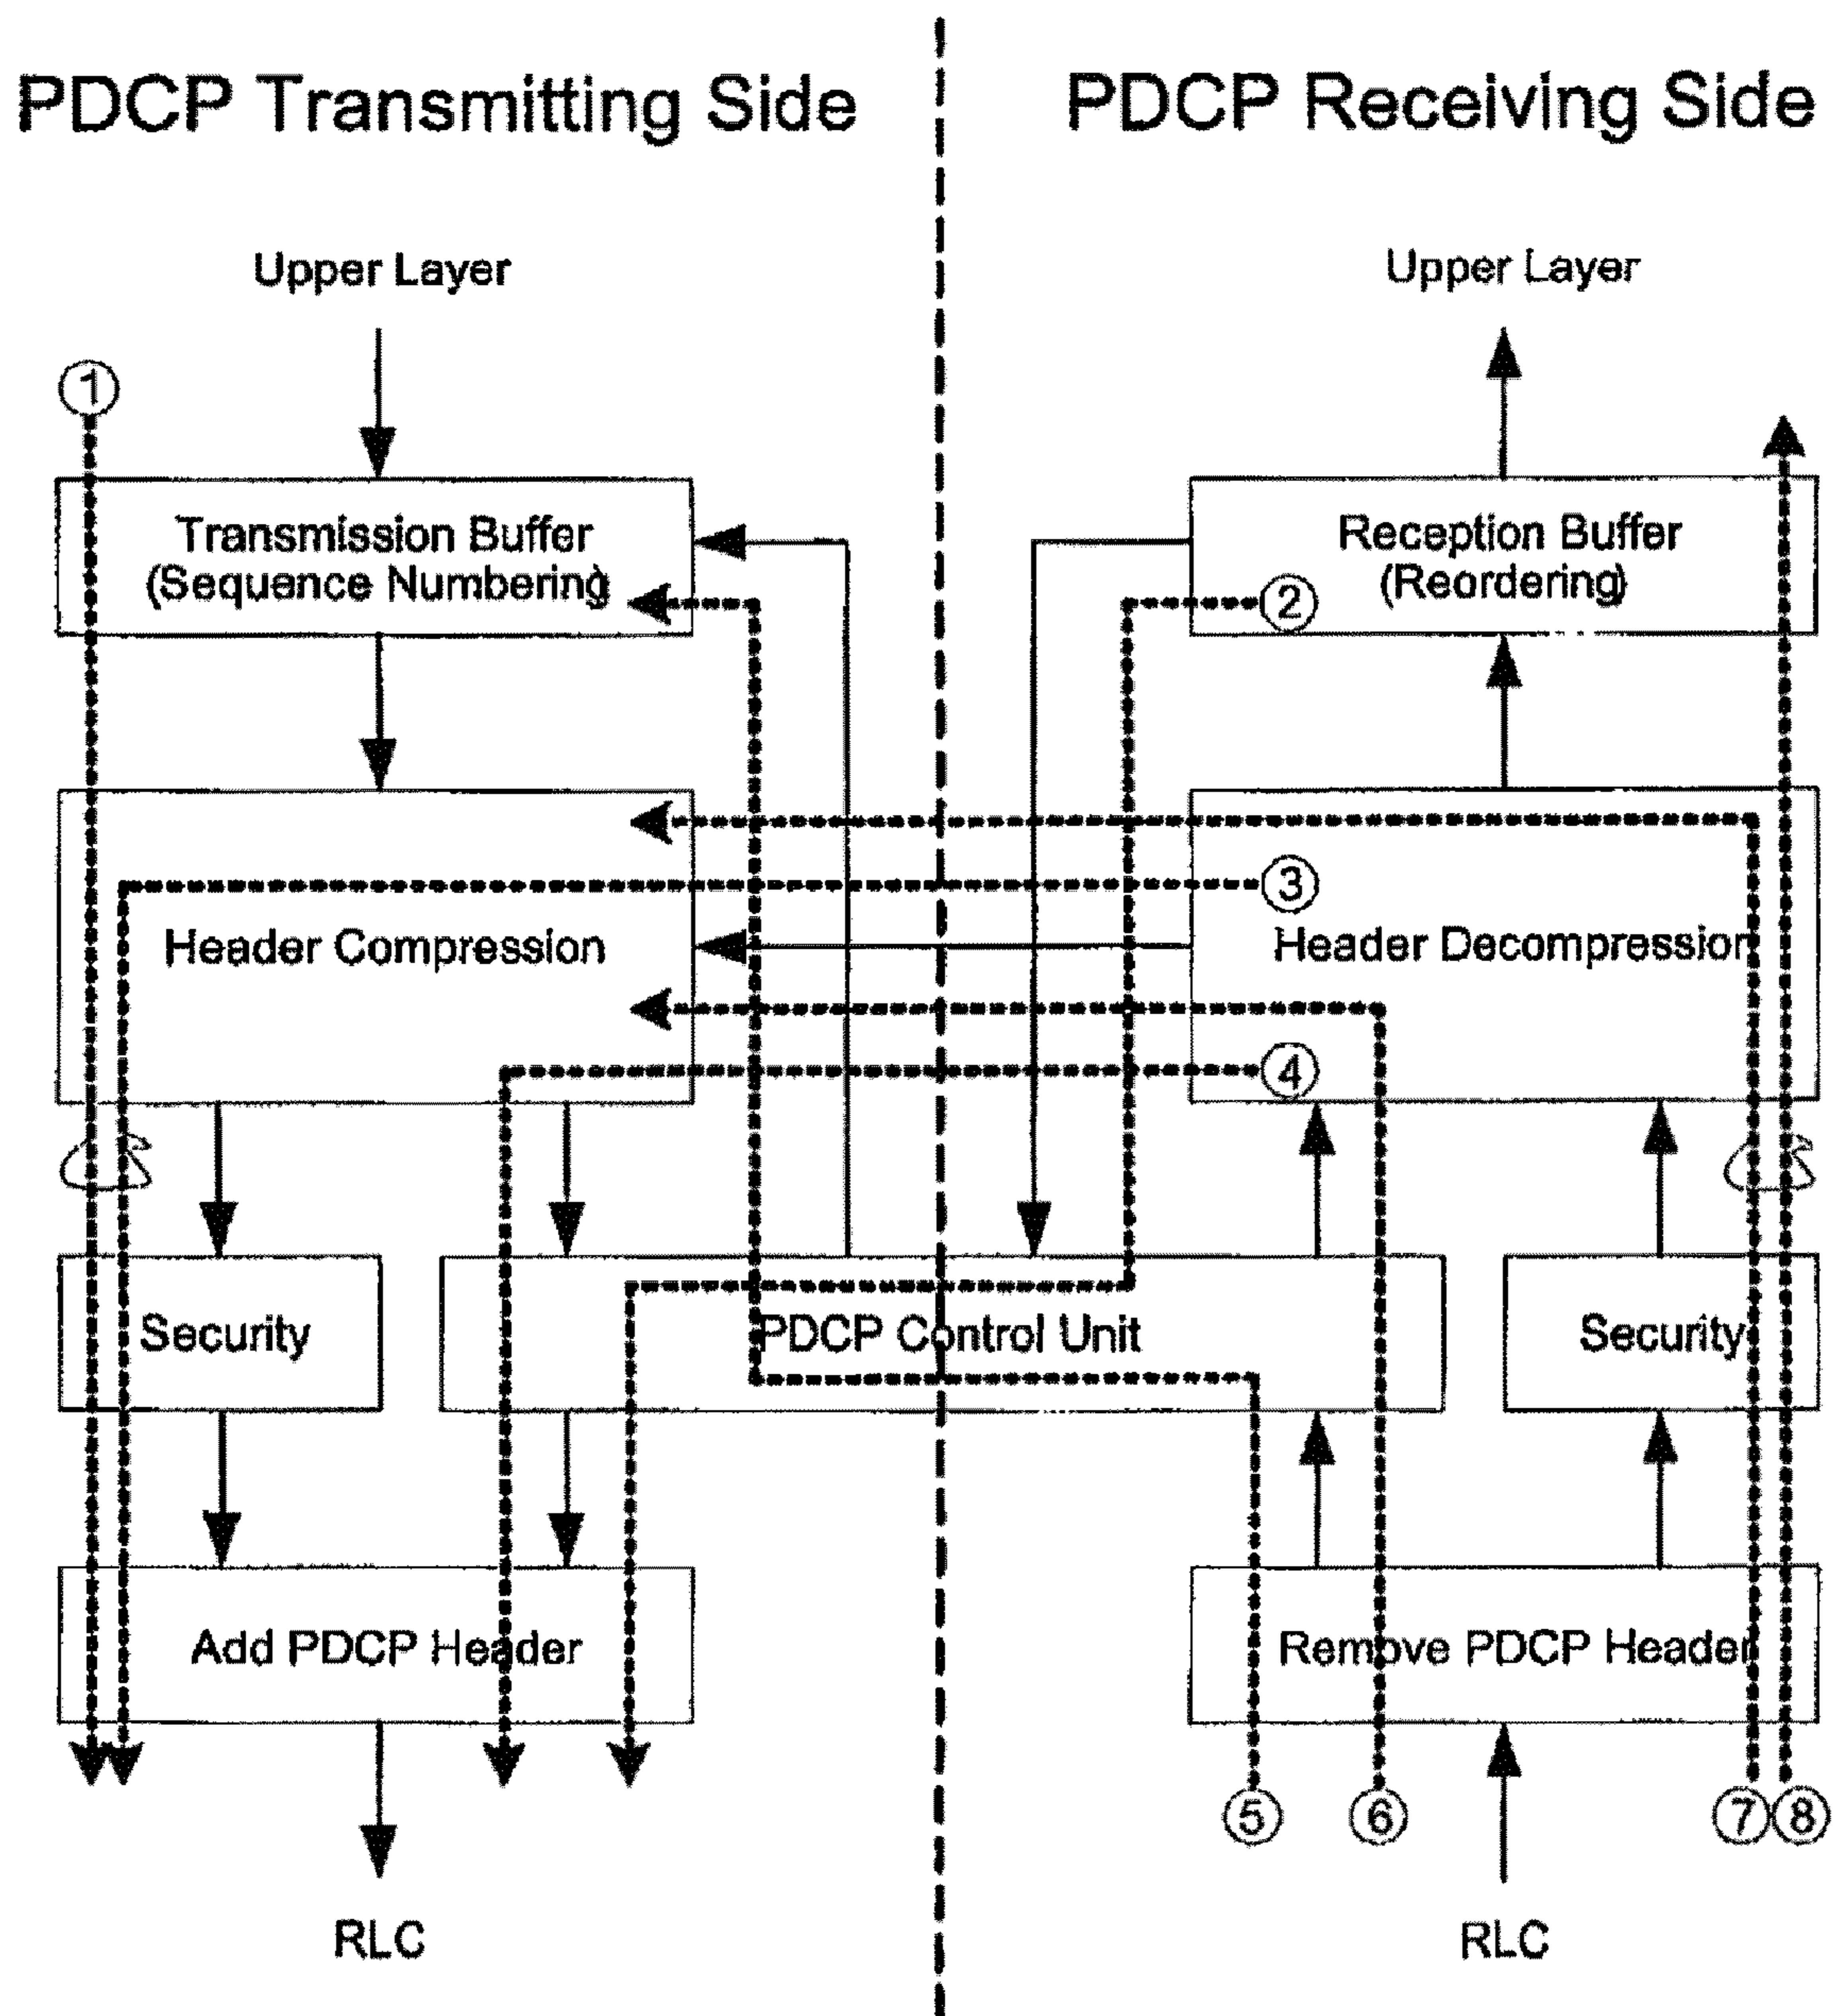 PDCP Transmitting Side
PDCP Receiving Side
Upper Layer
Upper Layer
①
Transmission Buffer
(Sequence Numbering)
Reception Buffer
(Reordering)
②
③
Header Compression
Header Decompression
④
Security
PDCP Control Unit
Security
Add PDCP Header
Remove PDCP Header
⑤
⑥
⑦
⑧
RLC
RLC